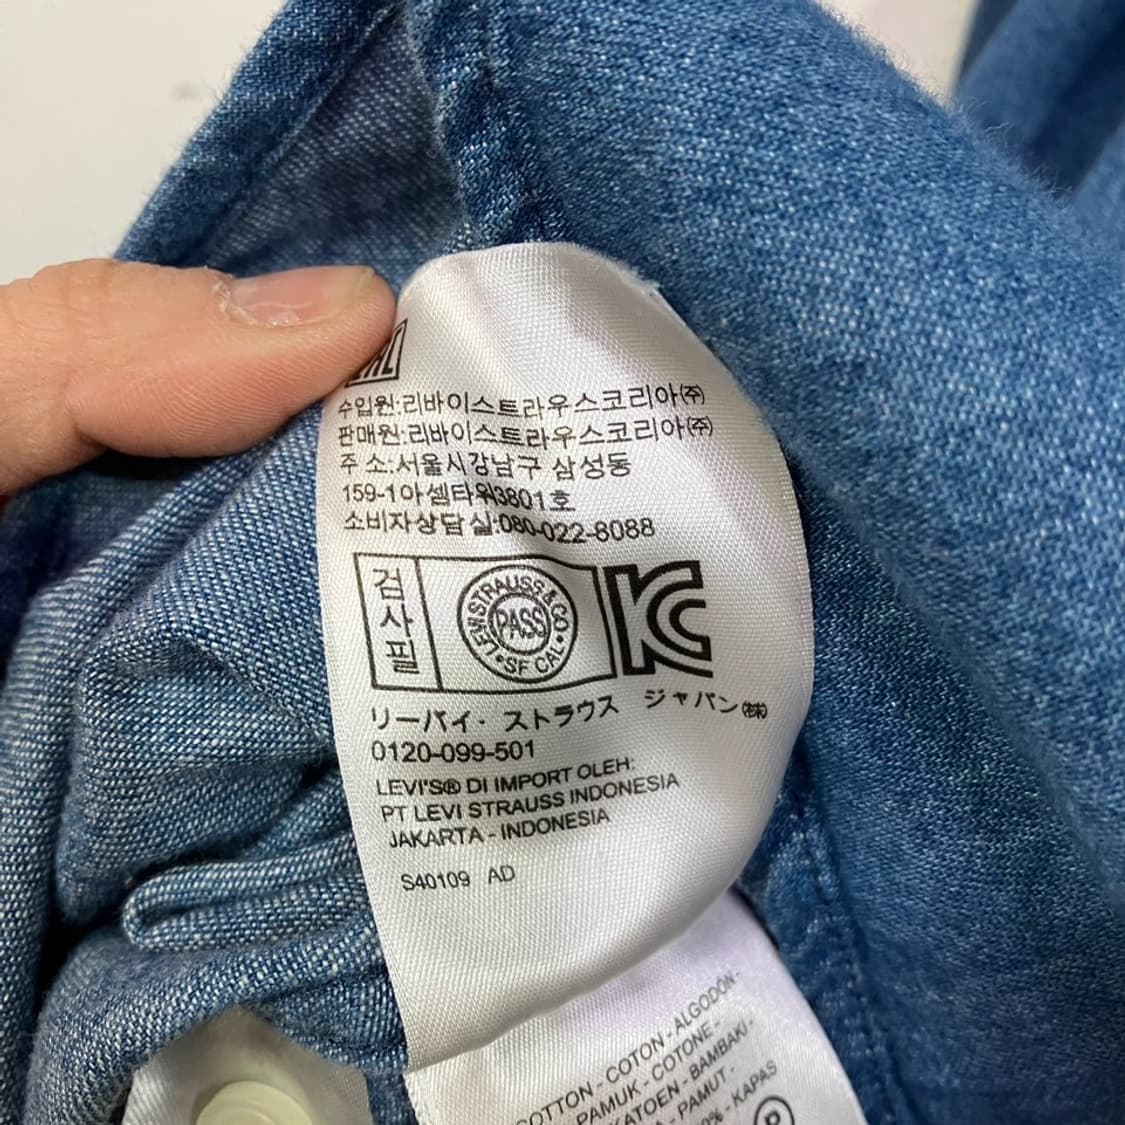 수입원:리바이스트라우스코리아㈜
판매원:리바이스트라우스코리아㈜
주 소:서울시강남구 삼성동
159-1아셈타워3801호
소비자상담실:080-022-8088
검사필
LEVI STRAUSS & CO
PASS
SF CAL
KC
リーバイ・ストラウス ジャパン㈱
0120-099-501
LEVI'S® DI IMPORT OLEH:
PT LEVI STRAUSS INDONESIA
JAKARTA - INDONESIA
S40109 AD
COTTON - COTON - ALGODÓN -
PAMUK - COTONE -
KATOEN - BAMBAKI -
- PAMUT -
- KAPAS
P